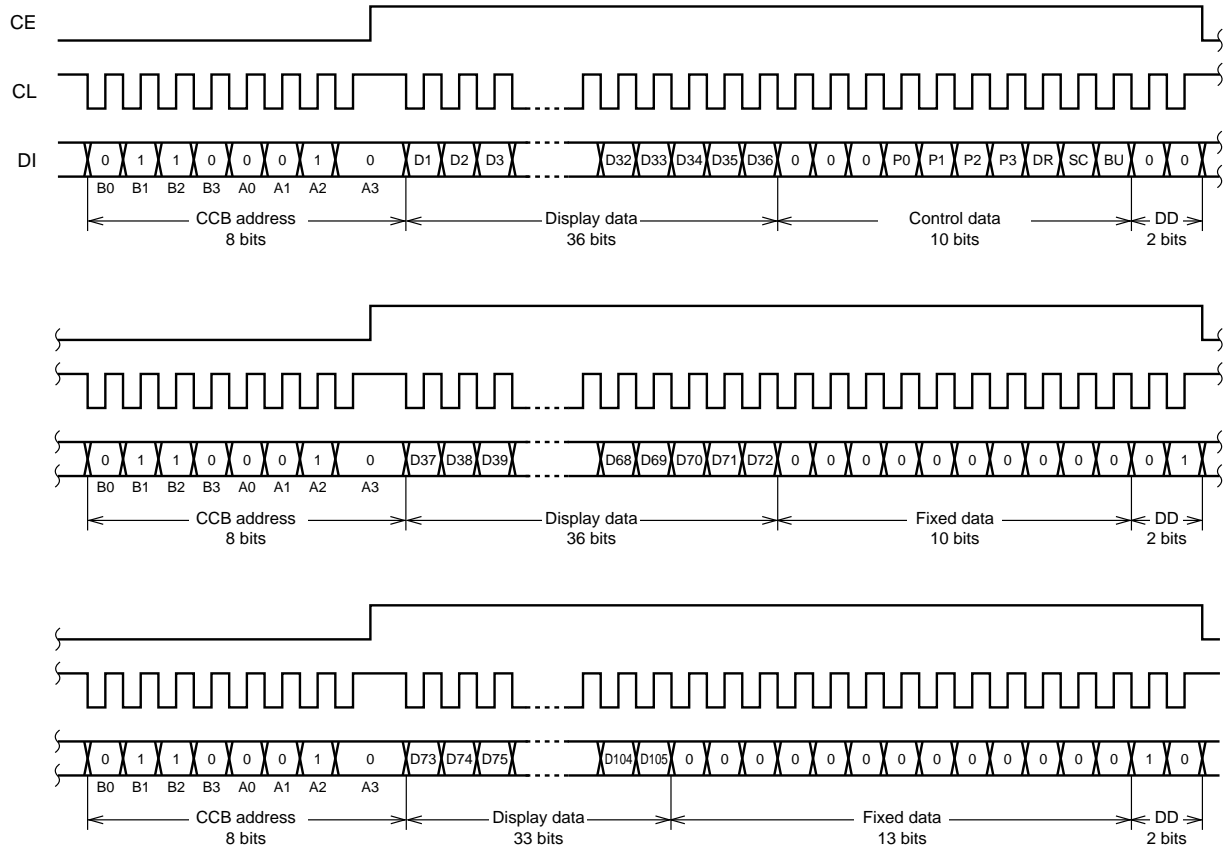 CE
CL
DI 0 1 1 0 0 0 1 0 D1 D2 D3 D32 D33 D34 D35 D36 0 0 0 P0 P1 P2 P3 DR SC BU 0 0
B0 B1 B2 B3 A0 A1 A2 A3
CCB address Display data Control data DD
8 bits 36 bits 10 bits 2 bits
0 1 1 0 0 0 1 0 D37 D38 D39 D68 D69 D70 D71 D72 0 0 0 0 0 0 0 0 0 0 0 1
B0 B1 B2 B3 A0 A1 A2 A3
CCB address Display data Fixed data DD
8 bits 36 bits 10 bits 2 bits
0 1 1 0 0 0 1 0 D73 D74 D75 D104 D105 0 0 0 0 0 0 0 0 0 0 0 0 0 1 0
B0 B1 B2 B3 A0 A1 A2 A3
CCB address Display data Fixed data DD
8 bits 33 bits 13 bits 2 bits